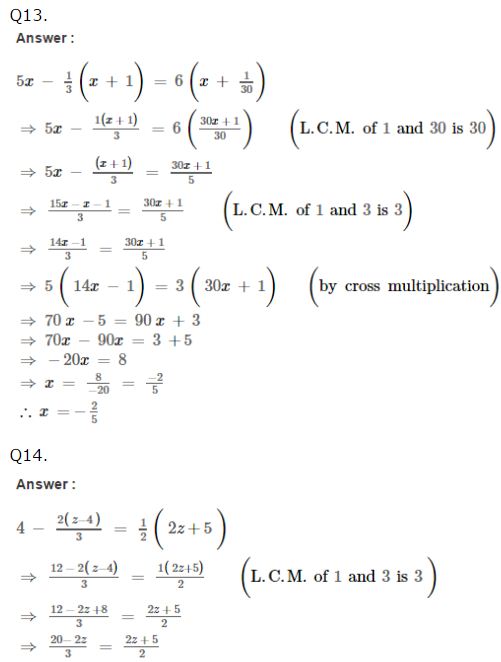 Q13.
Answer :
5x − 1/3 (x + 1) = 6 (x + 1/30)
⇒ 5x − 1(x + 1)/3 = 6 (30x + 1/30) (L.C.M. of 1 and 30 is 30)
⇒ 5x − (x + 1)/3 = 30x + 1/5
⇒ 15x − x − 1/3 = 30x + 1/5 (L.C.M. of 1 and 3 is 3)
⇒ 14x − 1/3 = 30x + 1/5
⇒ 5 (14x − 1) = 3 (30x + 1) (by cross multiplication)
⇒ 70x − 5 = 90x + 3
⇒ 70x − 90x = 3 + 5
⇒ −20x = 8
⇒ x = 8/−20 = −2/5
∴ x = − 2/5
Q14.
Answer :
4 − 2(z−4)/3 = 1/2 (2z + 5)
⇒ 12 − 2(z−4)/3 = 1(2z+5)/2 (L.C.M. of 1 and 3 is 3)
⇒ 12 − 2z +8/3 = 2z + 5/2
⇒ 20− 2z/3 = 2z + 5/2